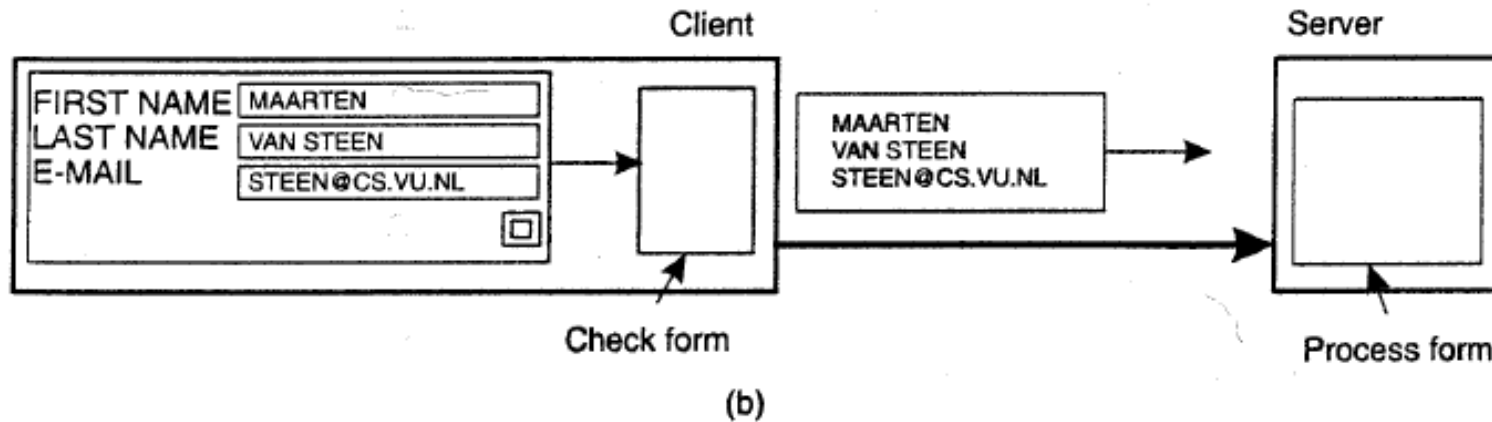 Client
Server
FIRST NAME MAARTEN
LAST NAME VAN STEEN
E-MAIL STEEN@CS.VU.NL
MAARTEN
VAN STEEN
STEEN@CS.VU.NL
Check form
Process form
(b)